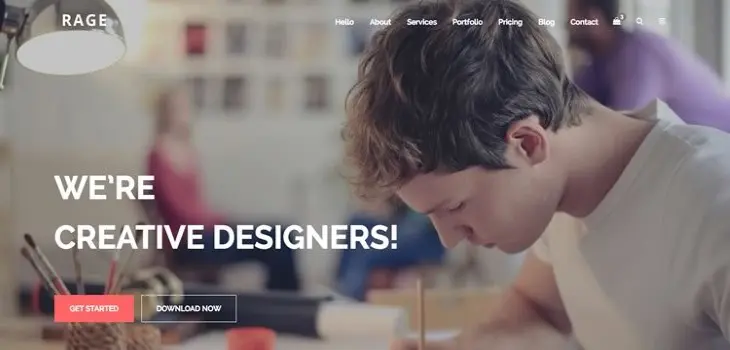 RAGE
Hello About Services Portfolio Pricing Blog Contact 3
WE'RE
CREATIVE DESIGNERS!
GET STARTED DOWNLOAD NOW